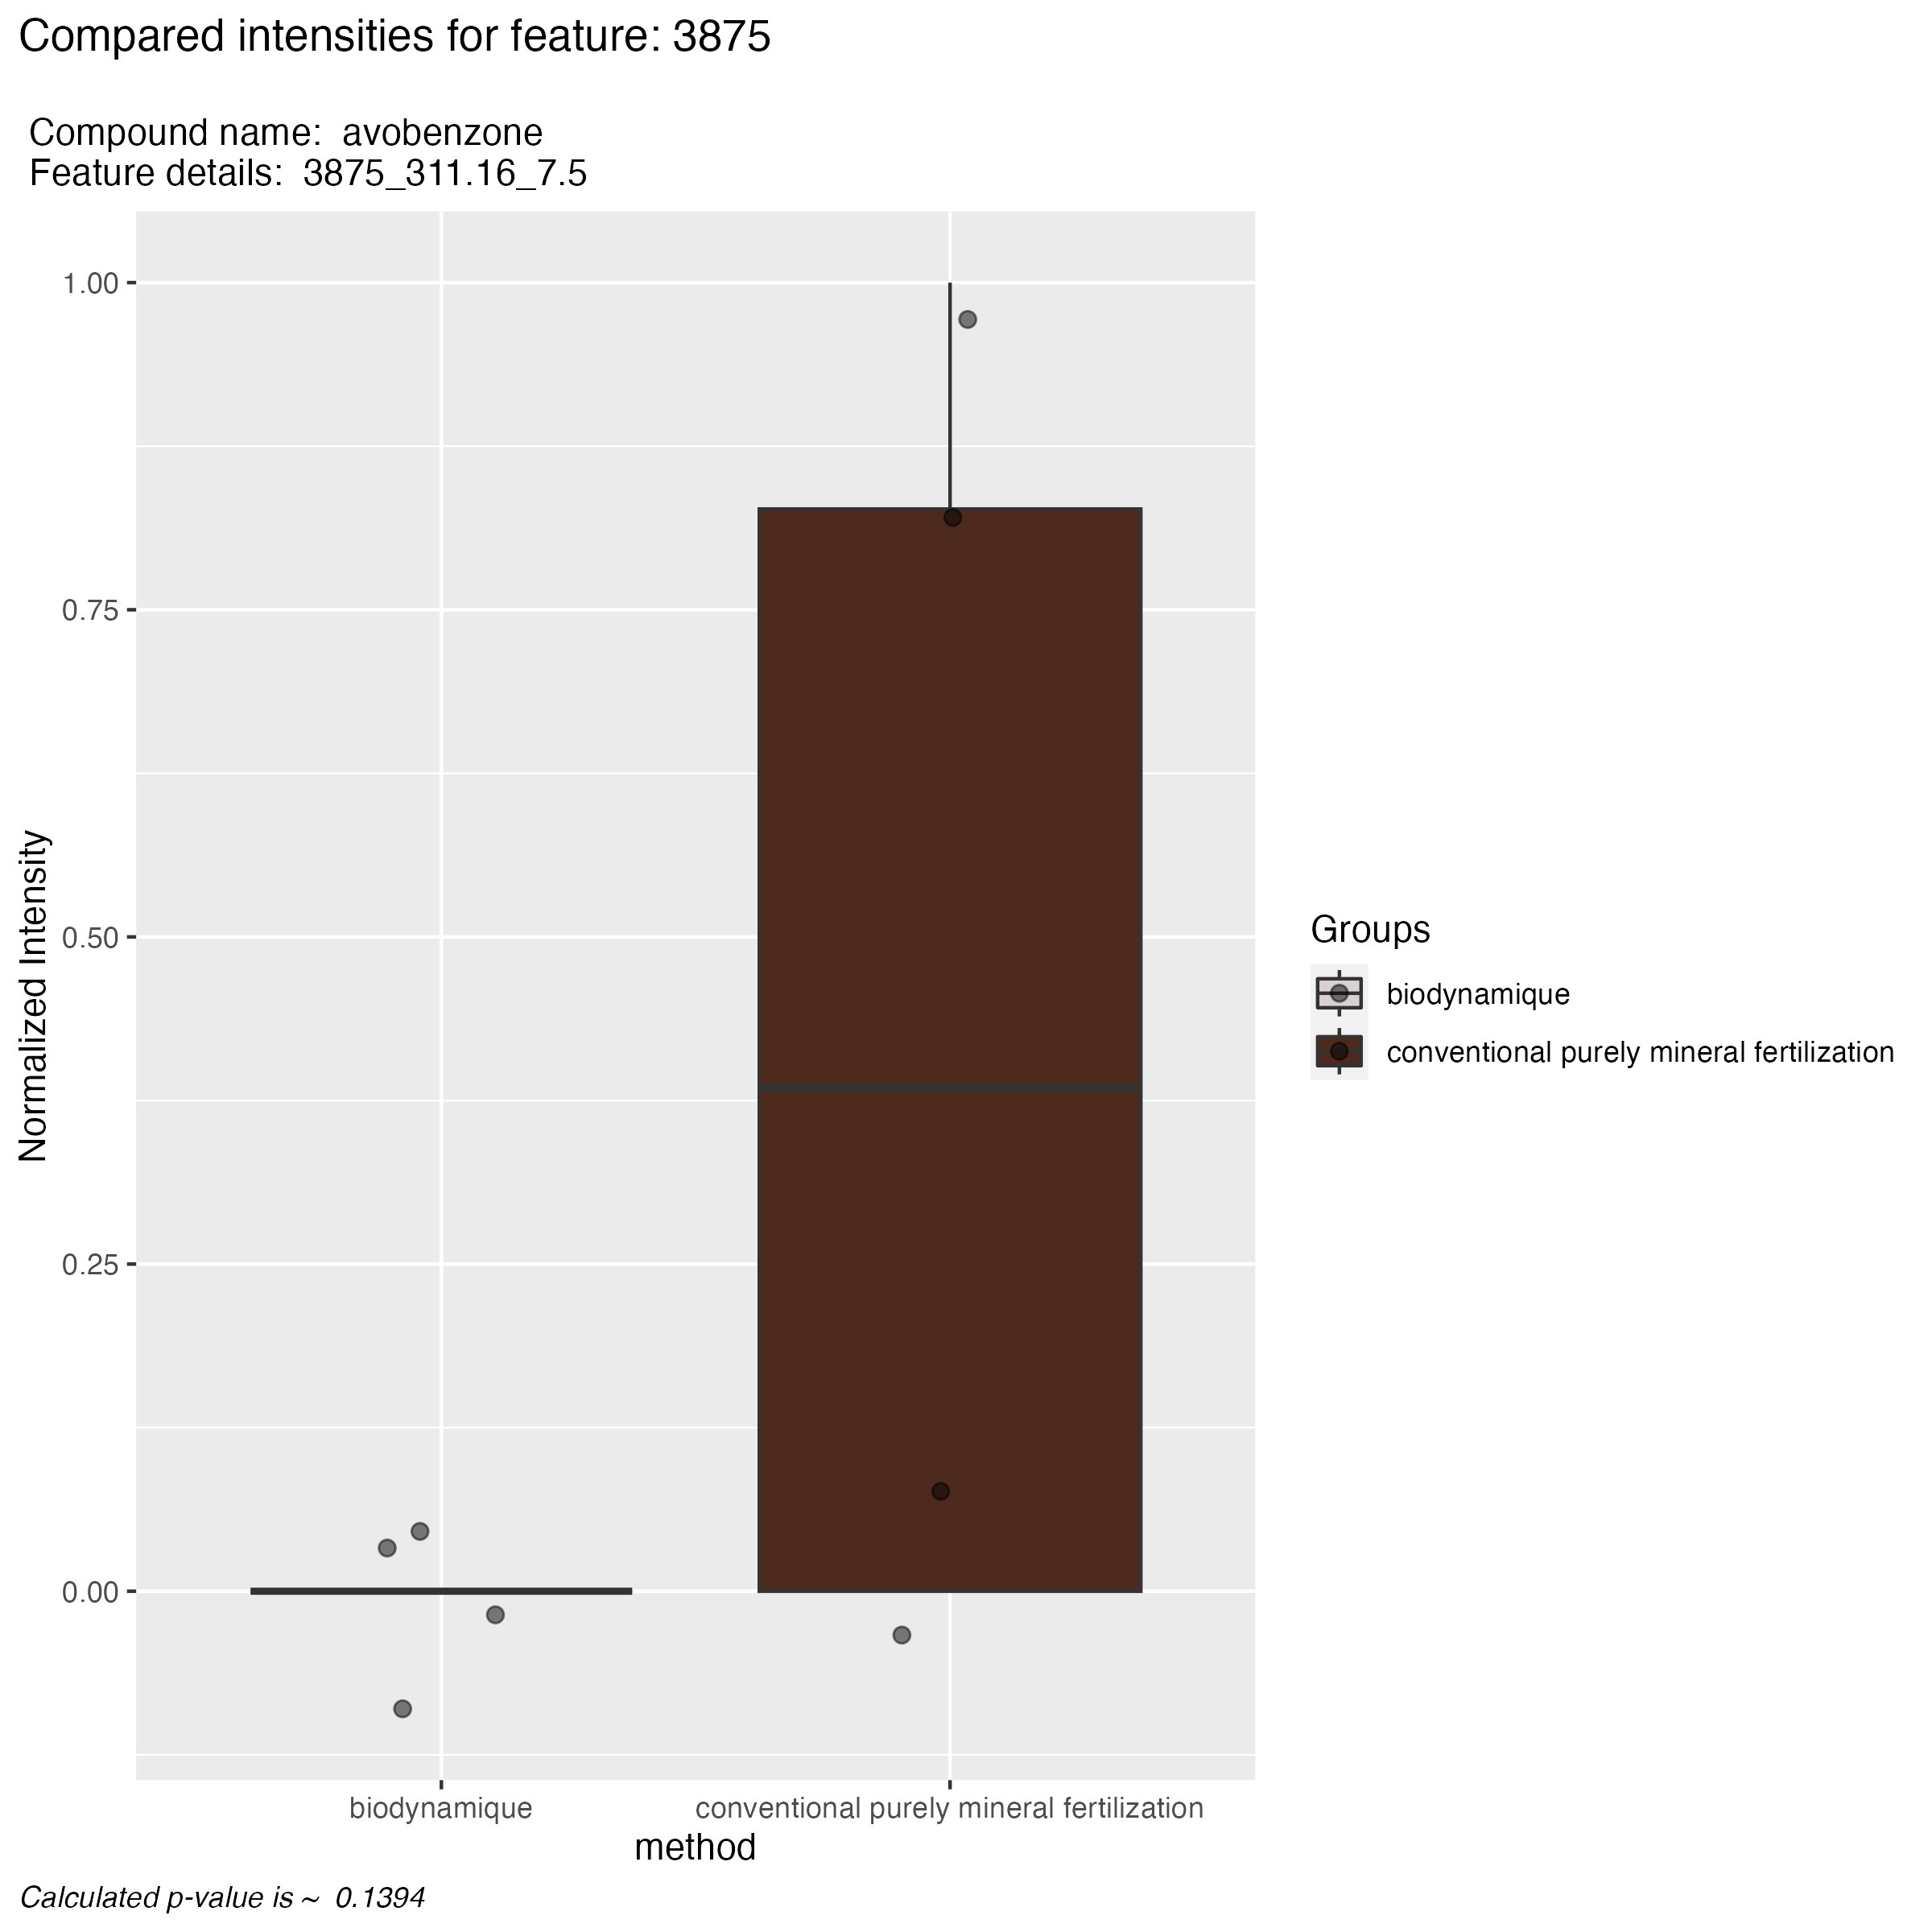 Compared intensities for feature: 3875
Compound name:  avobenzone
Feature details:  3875_311.16_7.5
Normalized Intensity
1.00
0.75
0.50
0.25
0.00
biodynamique
conventional purely mineral fertilization
method
Groups
biodynamique
conventional purely mineral fertilization
Calculated p-value is ~  0.1394